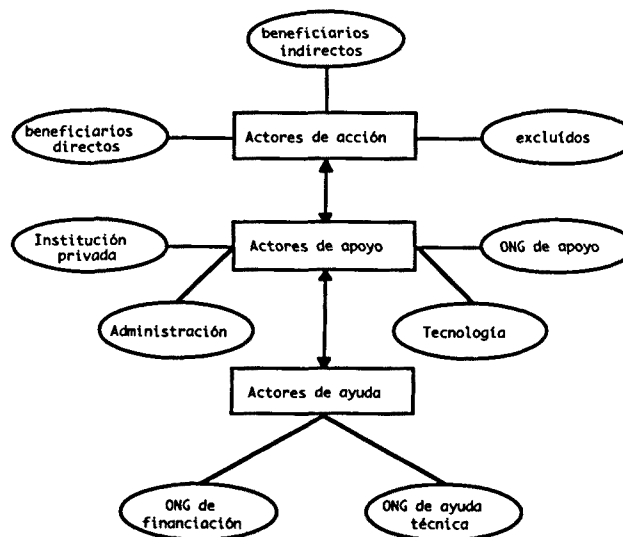 beneficiarios
indirectos
beneficiarios
directos
Actores de acción
excluídos
Institución
privada
Actores de apoyo
ONG de apoyo
Administración
Tecnología
Actores de ayuda
ONG de
financiación
ONG de ayuda
técnica